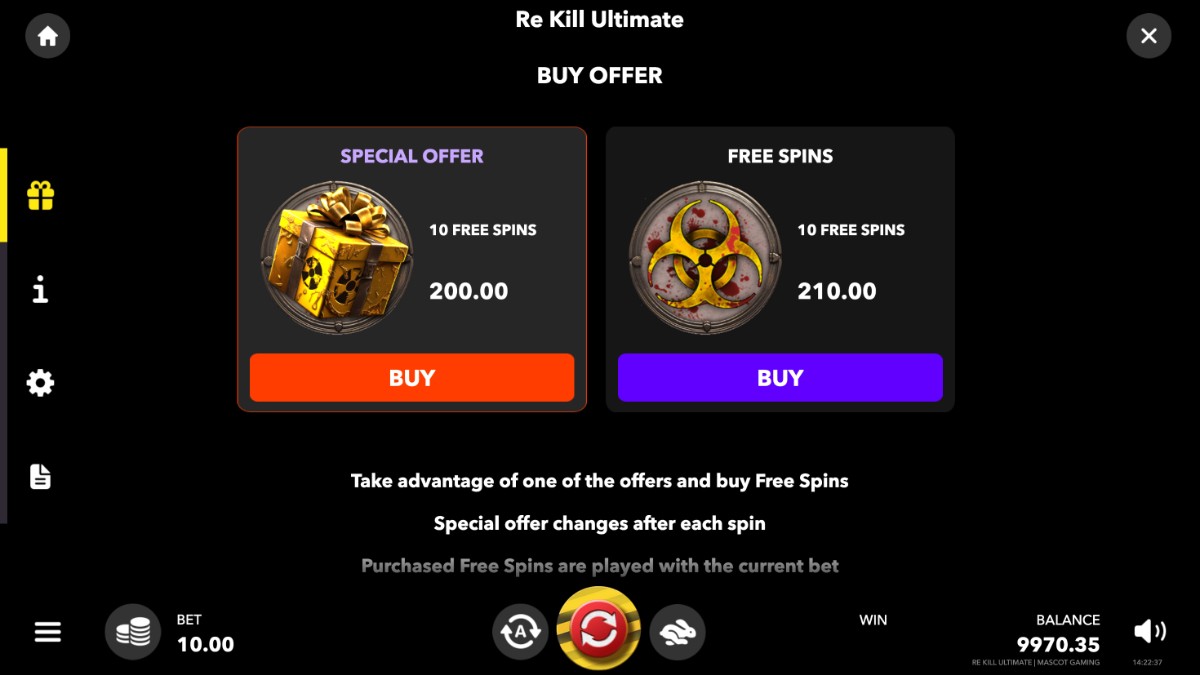 Re Kill Ultimate
BUY OFFER
SPECIAL OFFER
10 FREE SPINS
200.00
BUY
FREE SPINS
10 FREE SPINS
210.00
BUY
Take advantage of one of the offers and buy Free Spins
Special offer changes after each spin
Purchased Free Spins are played with the current bet
BET
10.00
A
WIN
BALANCE
9970.35
RE KILL ULTIMATE | MASCOT GAMING
14:22:37